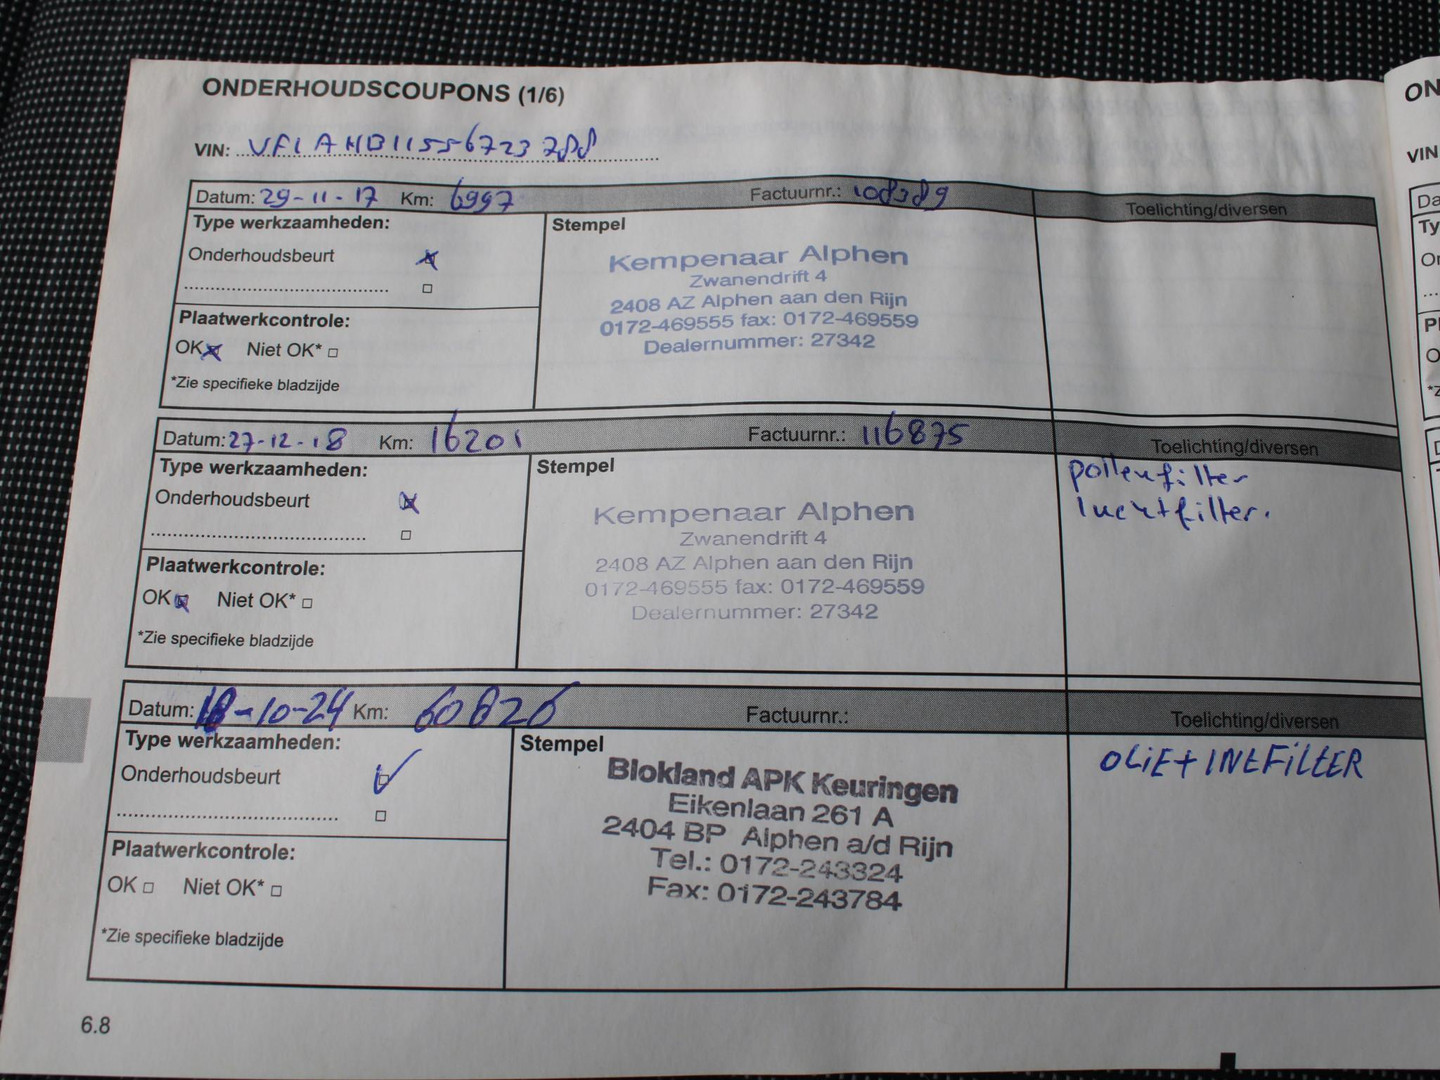 ONDERHOUDSCOUPONS (1/6)
VIN: VF1AHB11556723288
Datum: 29-11-17 Km: 6997 Factuurnr.: 108389 Toelichting/diversen
Type werkzaamheden:
Stempel
Onderhoudsbeurt
Kempenaar Alphen
Zwanendrift 4
2408 AZ Alphen aan den Rijn
0172-469555 fax: 0172-469559
Dealernummer: 27342
Plaatwerkcontrole:
OK Niet OK*
*Zie specifieke bladzijde
Datum: 27-12-18 Km: 16201 Factuurnr.: 116875 Toelichting/diversen
Type werkzaamheden:
Stempel
pollenfilter
luchtfilter.
Onderhoudsbeurt
Kempenaar Alphen
Zwanendrift 4
2408 AZ Alphen aan den Rijn
0172-469555 fax: 0172-469559
Dealernummer: 27342
Plaatwerkcontrole:
OK Niet OK*
*Zie specifieke bladzijde
Datum: 18-10-24 Km: 60826 Factuurnr.: Toelichting/diversen
Type werkzaamheden:
Stempel
OLiE+INtFiLtER
Onderhoudsbeurt
Blokland APK Keuringen
Eikenlaan 261 A
2404 BP Alphen a/d Rijn
Tel.: 0172-243324
Fax: 0172-243784
Plaatwerkcontrole:
OK Niet OK*
*Zie specifieke bladzijde
6.8
ON
VIN